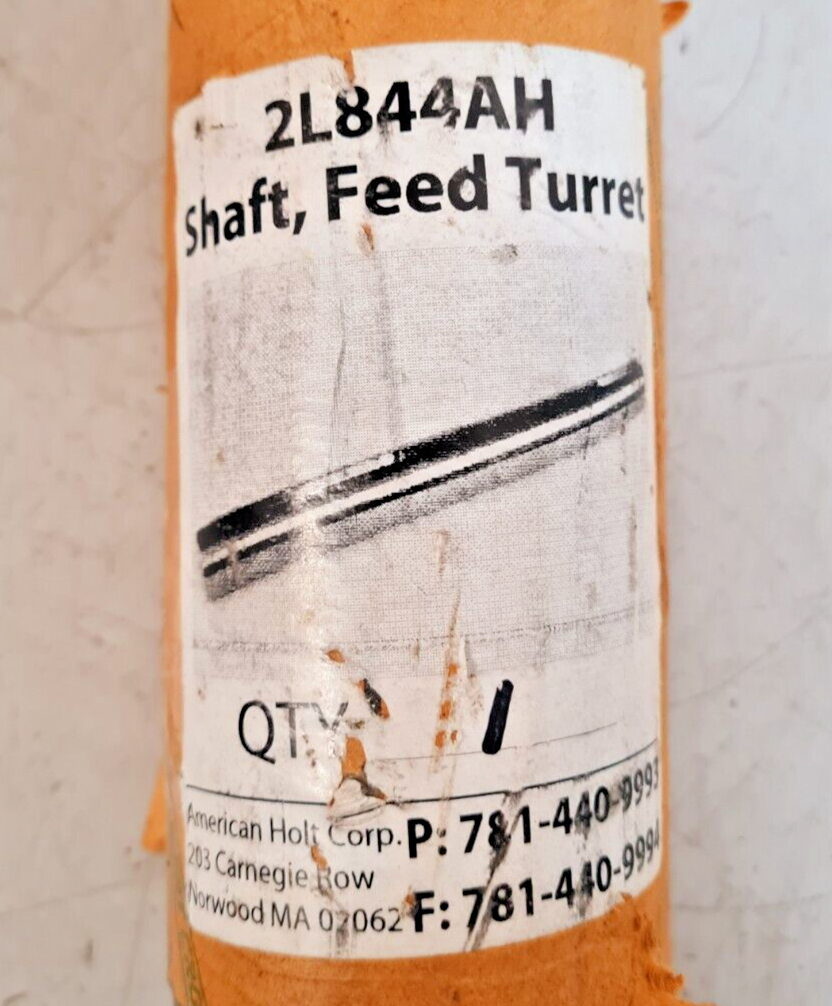 2L844AH
Shaft, Feed Turret
QTY 1
American Holt Corp. P: 781-440-9993
203 Carnegie Row
Norwood MA 02062 F: 781-440-9994